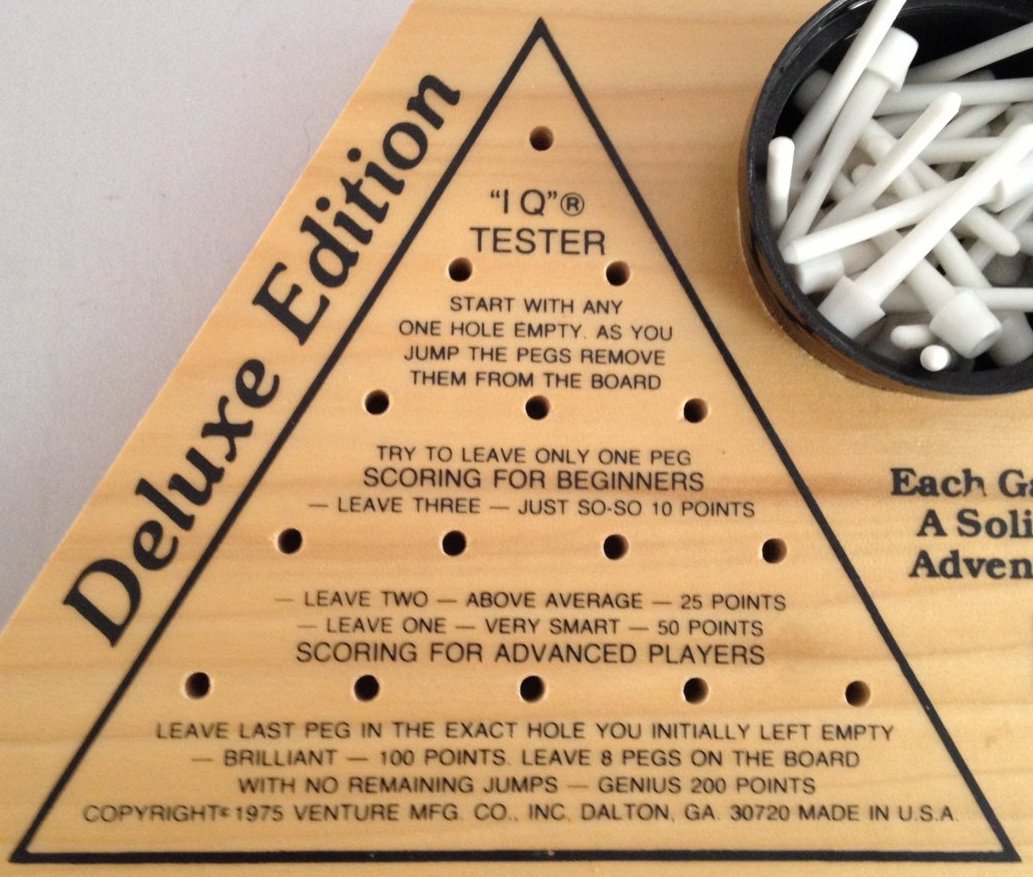 Deluxe Edition
"I Q"®
TESTER
START WITH ANY
ONE HOLE EMPTY. AS YOU
JUMP THE PEGS REMOVE
THEM FROM THE BOARD
TRY TO LEAVE ONLY ONE PEG
SCORING FOR BEGINNERS
— LEAVE THREE — JUST SO-SO 10 POINTS
— LEAVE TWO — ABOVE AVERAGE — 25 POINTS
— LEAVE ONE — VERY SMART — 50 POINTS
SCORING FOR ADVANCED PLAYERS
LEAVE LAST PEG IN THE EXACT HOLE YOU INITIALLY LEFT EMPTY
— BRILLIANT — 100 POINTS. LEAVE 8 PEGS ON THE BOARD
WITH NO REMAINING JUMPS — GENIUS 200 POINTS
COPYRIGHT© 1975 VENTURE MFG. CO., INC. DALTON, GA. 30720 MADE IN U.S.A.
Each
A